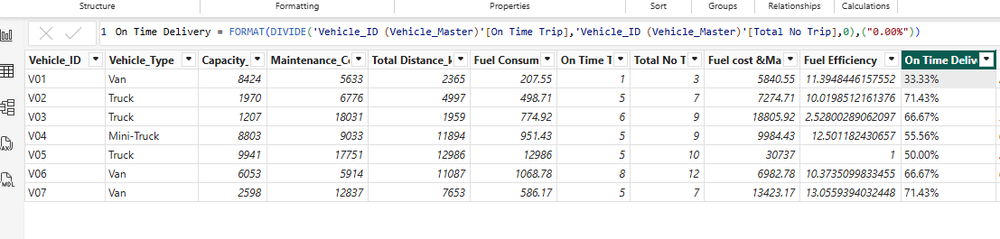 Structure Formatting Properties Sort Groups Relationships Calculations
1 On Time Delivery = FORMAT(DIVIDE('Vehicle_ID (Vehicle_Master)'[On Time Trip],'Vehicle_ID (Vehicle_Master)'[Total No Trip],0),("0.00%"))
Vehicle_ID Vehicle_Type Capacity_ Maintenance_C Total Distance_k Fuel Consum On Time T Total No T Fuel cost &Ma Fuel Efficiency On Time Deliv
V01 Van 8424 5633 2365 207.55 1 3 5840.55 11.3948446157552 33.33%
V02 Truck 1970 6776 4997 498.71 5 7 7274.71 10.0198512161376 71.43%
V03 Truck 1207 18031 1959 774.92 6 9 18805.92 2.52800289062097 66.67%
V04 Mini-Truck 8803 9033 11894 951.43 5 9 9984.43 12.501182430657 55.56%
V05 Truck 9941 17751 12986 12986 5 10 30737 1 50.00%
V06 Van 6053 5914 11087 1068.78 8 12 6982.78 10.3735099833455 66.67%
V07 Van 2598 12837 7653 586.17 5 7 13423.17 13.0559394032448 71.43%
MDL